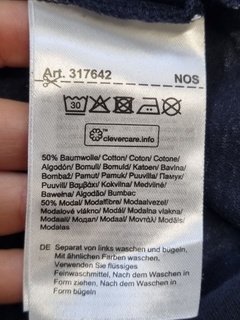 Art. 317642
NOS
30
clevercare.info
50% Baumwolle/ Cotton/ Coton/ Cotone/
Algodón/ Bomuld/ Bomull/ Katoen/ Bavlna/
Bombaž/ Pamut/ Pamuk/ Puuvilla/ Памук/
Puuvill/ Βαμβάκι/ Kokvilna/ Medvilnė/
Bawełna/ Algodão/ Bumbac
50% Modal/ Modalfibre/ Modalvezel/
Modalové vlákno/ Modál/ Modalna vlakna/
Modaali/ Модал/ Modaal/ Μοντάλ/ Modāls/
Modalas
DE Separat von links waschen und bügeln.
Mit ähnlichen Farben waschen.
Verwenden Sie flüssiges
Feinwaschmittel, Nach dem Waschen in
Form ziehen, Nach dem Waschen in
Form bügeln